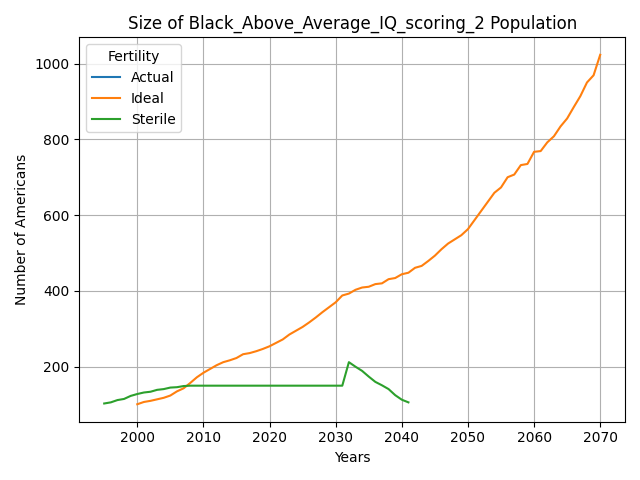 Size of Black_Above_Average_IQ_scoring_2 Population
Number of Americans
1000
800
600
400
200
Fertility
Actual
Ideal
Sterile
2000 2010 2020 2030 2040 2050 2060 2070
Years